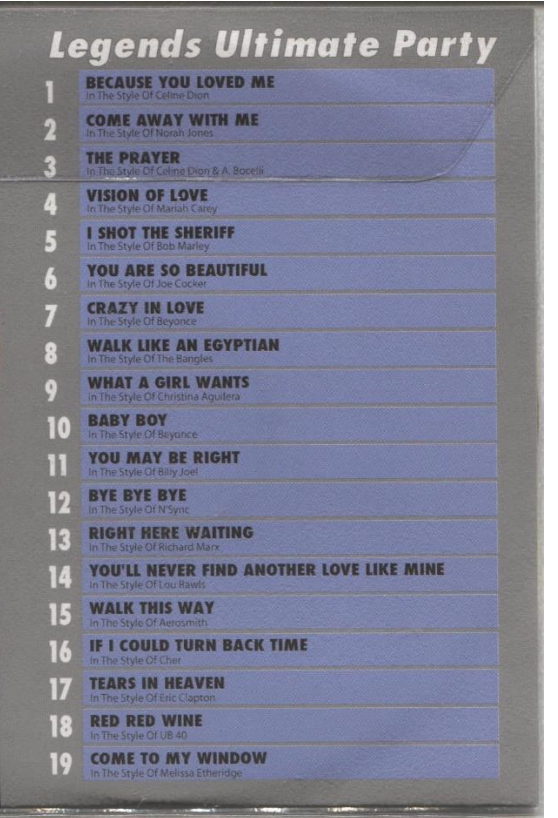 Legends Ultimate Party
1 BECAUSE YOU LOVED ME
In The Style Of Celine Dion
2 COME AWAY WITH ME
In The Style Of Norah Jones
3 THE PRAYER
In The Style Of Celine Dion & A. Bocelli
4 VISION OF LOVE
In The Style Of Mariah Carey
5 I SHOT THE SHERIFF
In The Style Of Bob Marley
6 YOU ARE SO BEAUTIFUL
In The Style Of Joe Cocker
7 CRAZY IN LOVE
In The Style Of Beyonce
8 WALK LIKE AN EGYPTIAN
In The Style Of The Bangles
9 WHAT A GIRL WANTS
In The Style Of Christina Aguilera
10 BABY BOY
In The Style Of Beyonce
11 YOU MAY BE RIGHT
In The Style Of Billy Joel
12 BYE BYE BYE
In The Style Of N'Sync
13 RIGHT HERE WAITING
In The Style Of Richard Marx
14 YOU'LL NEVER FIND ANOTHER LOVE LIKE MINE
In The Style Of Lou Rawls
15 WALK THIS WAY
In The Style Of Aerosmith
16 IF I COULD TURN BACK TIME
In The Style Of Cher
17 TEARS IN HEAVEN
In The Style Of Eric Clapton
18 RED RED WINE
In The Style Of UB 40
19 COME TO MY WINDOW
In The Style Of Melissa Etheridge